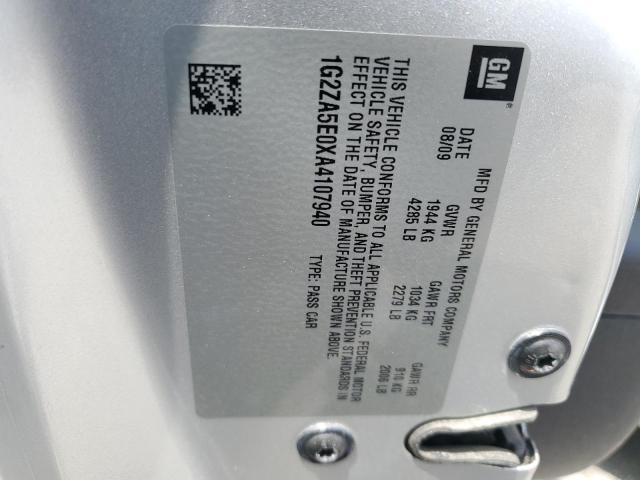 GM
®
MFD BY GENERAL MOTORS COMPANY
DATE GVWR GAWR FRT GAWR RR
08/09 1944 KG 1034 KG 910 KG
4285 LB 2279 LB 2006 LB
THIS VEHICLE CONFORMS TO ALL APPLICABLE U.S. FEDERAL MOTOR
VEHICLE SAFETY, BUMPER, AND THEFT PREVENTION STANDARDS IN
EFFECT ON THE DATE OF MANUFACTURE SHOWN ABOVE.
1G2ZA5E0XA4107940 TYPE: PASS CAR